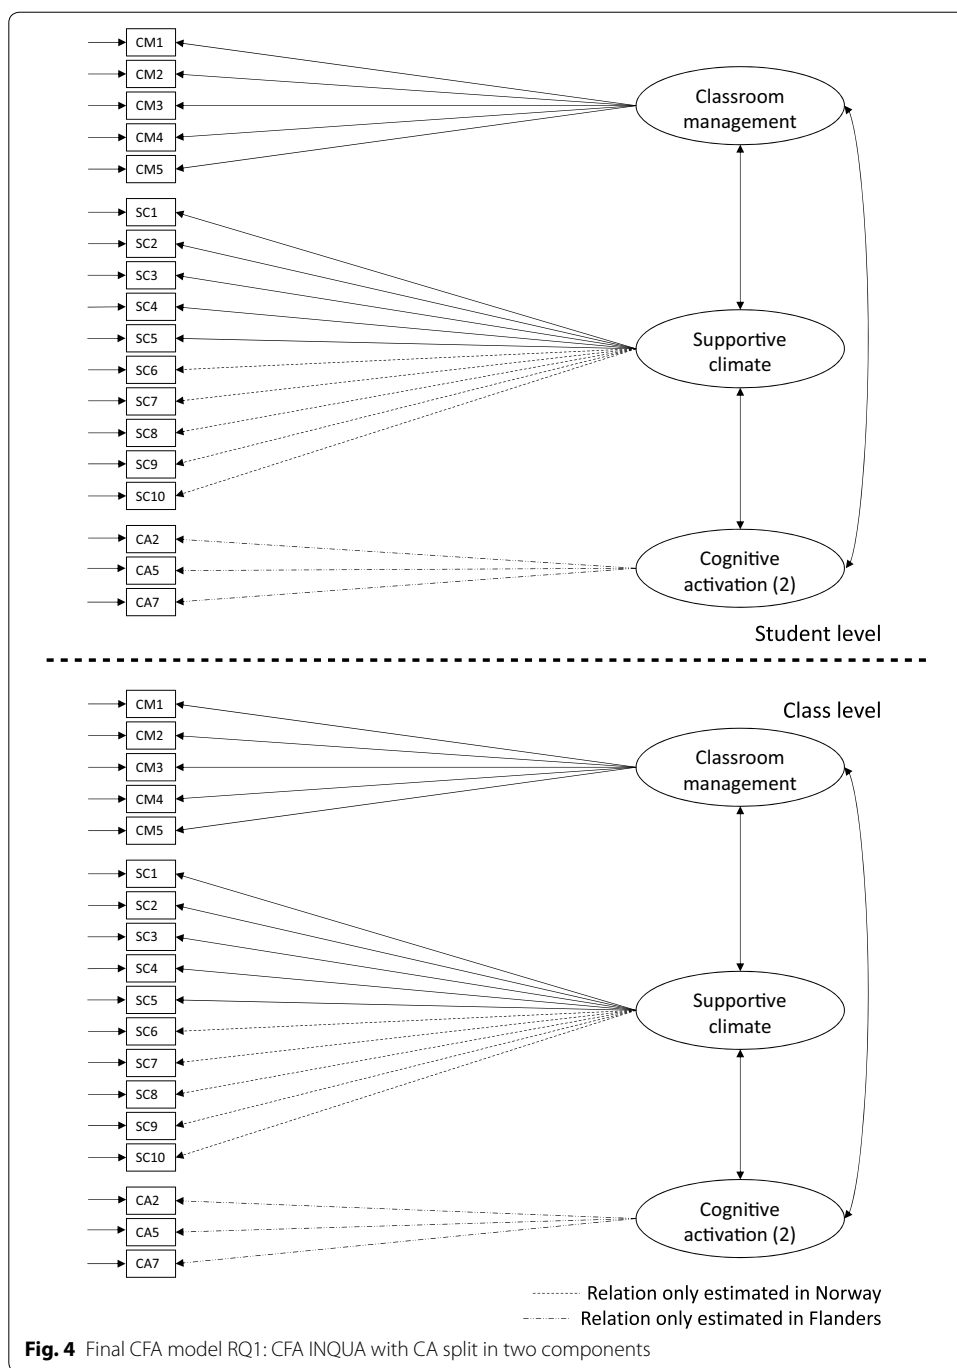 CM1
CM2
CM3
CM4
CM5
Classroom
management
SC1
SC2
SC3
SC4
SC5
SC6
SC7
SC8
SC9
SC10
Supportive
climate
CA2
CA5
CA7
Cognitive
activation (2)
Student level
Class level
CM1
CM2
CM3
CM4
CM5
Classroom
management
SC1
SC2
SC3
SC4
SC5
SC6
SC7
SC8
SC9
SC10
Supportive
climate
CA2
CA5
CA7
Cognitive
activation (2)
Relation only estimated in Norway
Relation only estimated in Flanders
Fig. 4 Final CFA model RQ1: CFA INQUA with CA split in two components